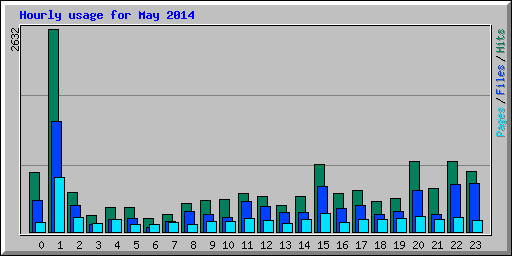 Hourly usage for May 2014
2632
Pages/Files/Hits
0 1 2 3 4 5 6 7 8 9 10 11 12 13 14 15 16 17 18 19 20 21 22 23